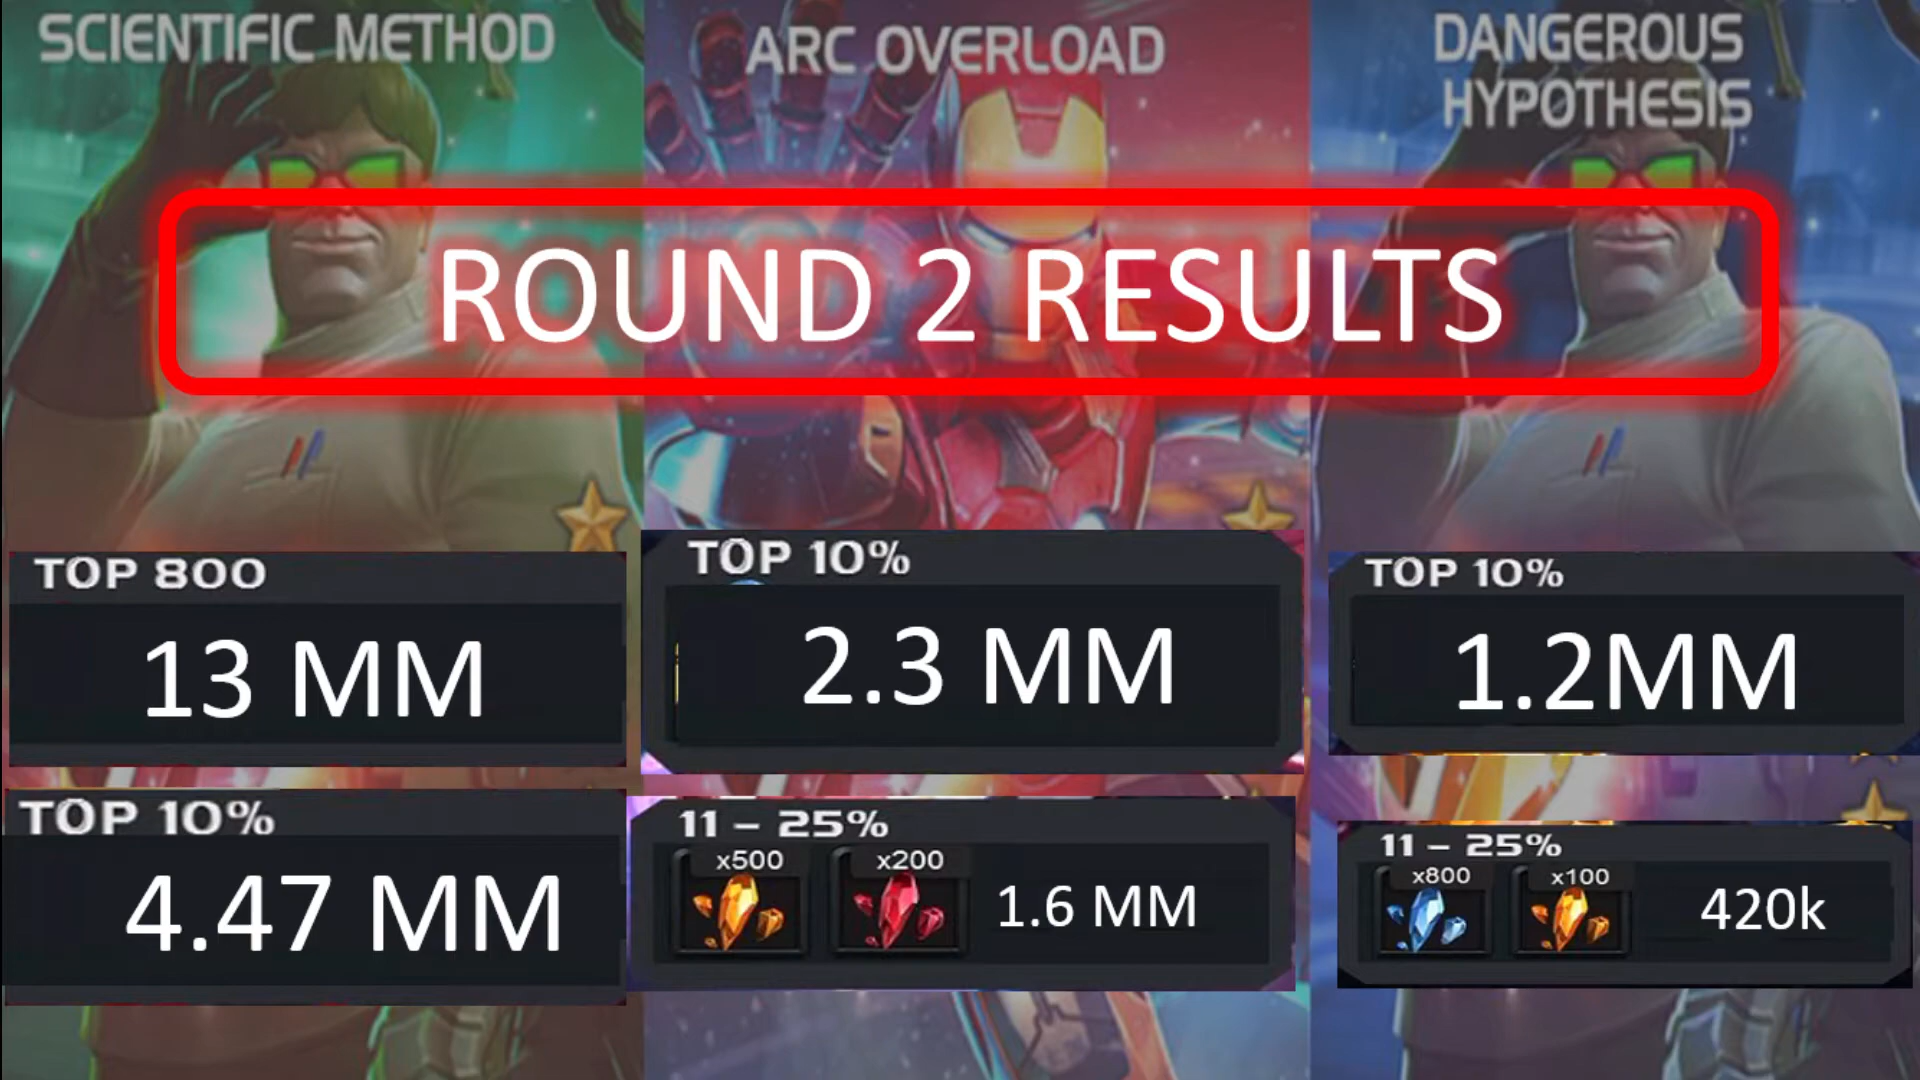 SCIENTIFIC METHOD
ARC OVERLOAD
DANGEROUS
HYPOTHESIS
ROUND 2 RESULTS
TOP 800
13 MM
TOP 10%
4.47 MM
TOP 10%
2.3 MM
11 – 25%
x500 x200
1.6 MM
TOP 10%
1.2MM
11 – 25%
x800 x100
420k